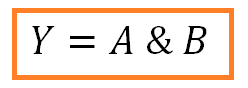 Y = A & B